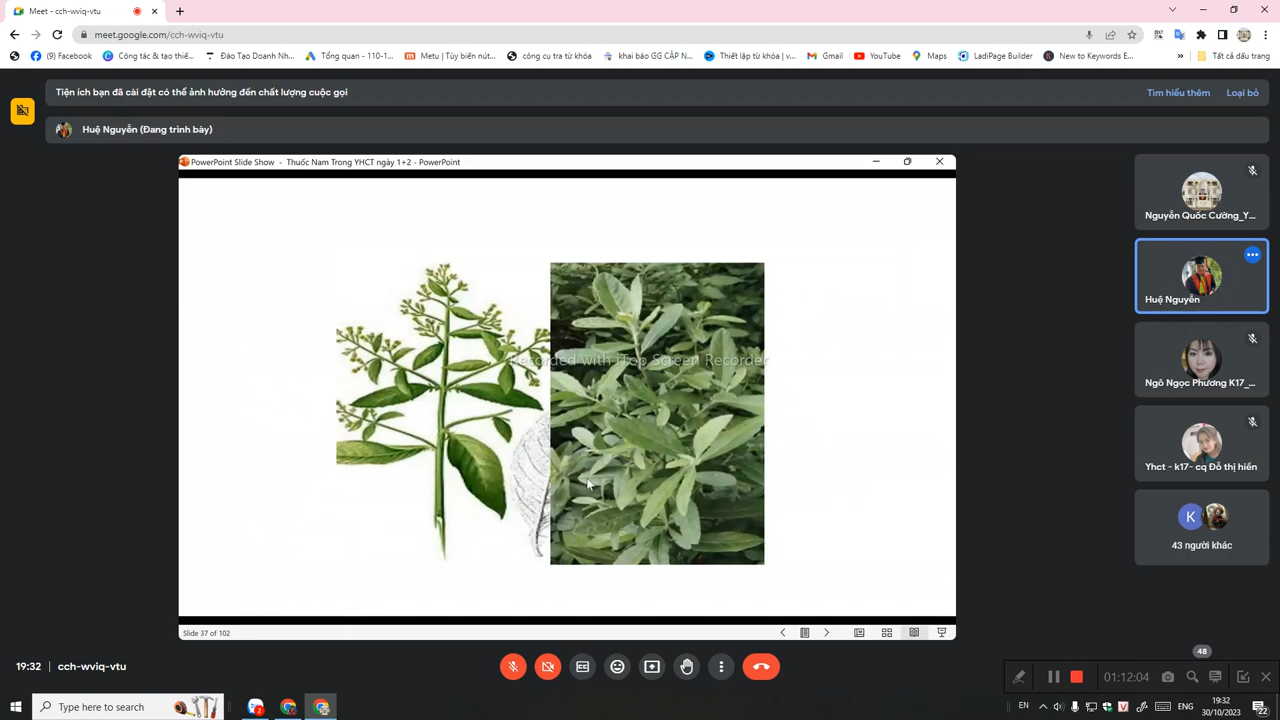 Meet - cch-wviq-vtu
meet.google.com/cch-wviq-vtu
(3) Facebook
Công tác & tạo thiế...
Đào Tạo Doanh Nh...
Tổng quan - 110-1...
Metu | Tùy biến nút...
công cụ tra từ khóa
khai báo GG CẬP N...
Thiết lập từ khóa | v...
Gmail
YouTube
Maps
LadiPage Builder
New to Keywords E...
Tất cả dấu trang
Tiện ích bạn đã cài đặt có thể ảnh hưởng đến chất lượng cuộc gọi
Tìm hiểu thêm
Loại bỏ
Huệ Nguyễn (Đang trình bày)
PowerPoint Slide Show - Thuốc Nam Trong YHCT ngày 1+2 - PowerPoint
Nguyễn Quốc Cường_Y...
Huệ Nguyễn
Recorded with iTop Screen Recorder
Ngô Ngọc Phương K17_...
Yhct - k17- cq Đỗ thị hiền
K
43 người khác
Slide 37 of 102
48
19:32
cch-wviq-vtu
01:12:04
Type here to search
2
EN
V
ENG
19:32
30/10/2023
22